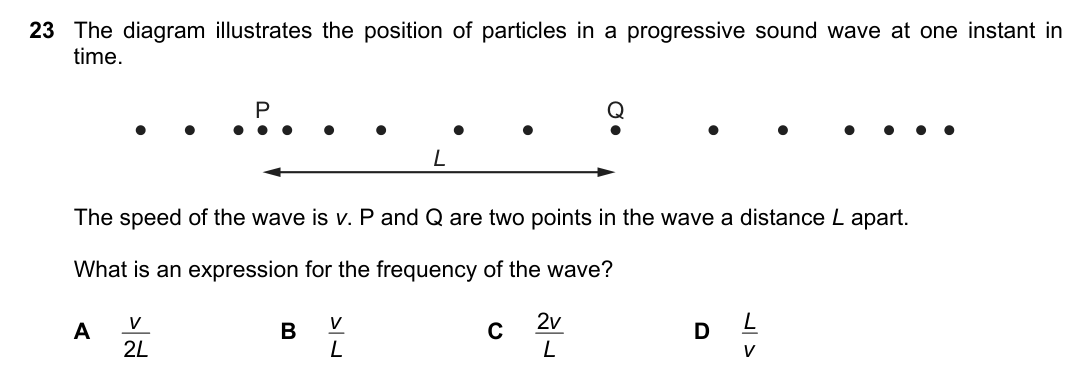 23 The diagram illustrates the position of particles in a progressive sound wave at one instant in
time.
P
Q
L
The speed of the wave is v. P and Q are two points in the wave a distance L apart.
What is an expression for the frequency of the wave?
A v/2L B v/L C 2v/L D L/v